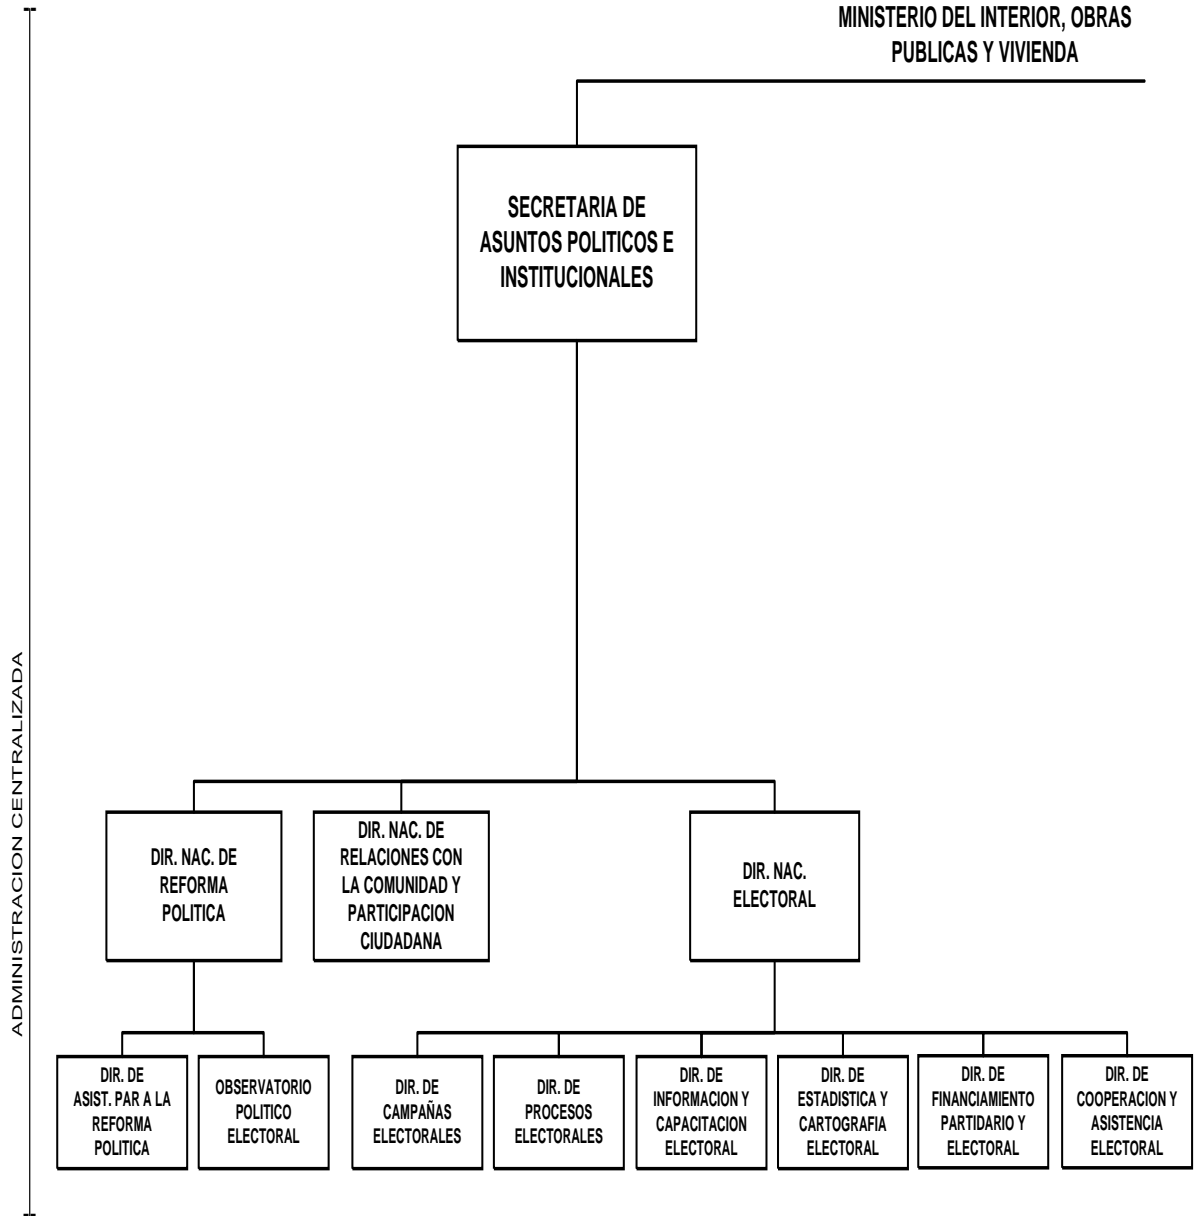 MINISTERIO DEL INTERIOR, OBRAS
PUBLICAS Y VIVIENDA
SECRETARIA DE
ASUNTOS POLITICOS E
INSTITUCIONALES
ADMINISTRACION CENTRALIZADA
DIR. NAC. DE
REFORMA
POLITICA
DIR. NAC. DE
RELACIONES CON
LA COMUNIDAD Y
PARTICIPACION
CIUDADANA
DIR. NAC.
ELECTORAL
DIR. DE
ASIST. PAR A LA
REFORMA
POLITICA
OBSERVATORIO
POLITICO
ELECTORAL
DIR. DE
CAMPAÑAS
ELECTORALES
DIR. DE
PROCESOS
ELECTORALES
DIR. DE
INFORMACION Y
CAPACITACION
ELECTORAL
DIR. DE
ESTADISTICA Y
CARTOGRAFIA
ELECTORAL
DIR. DE
FINANCIAMIENTO
PARTIDARIO Y
ELECTORAL
DIR. DE
COOPERACION Y
ASISTENCIA
ELECTORAL